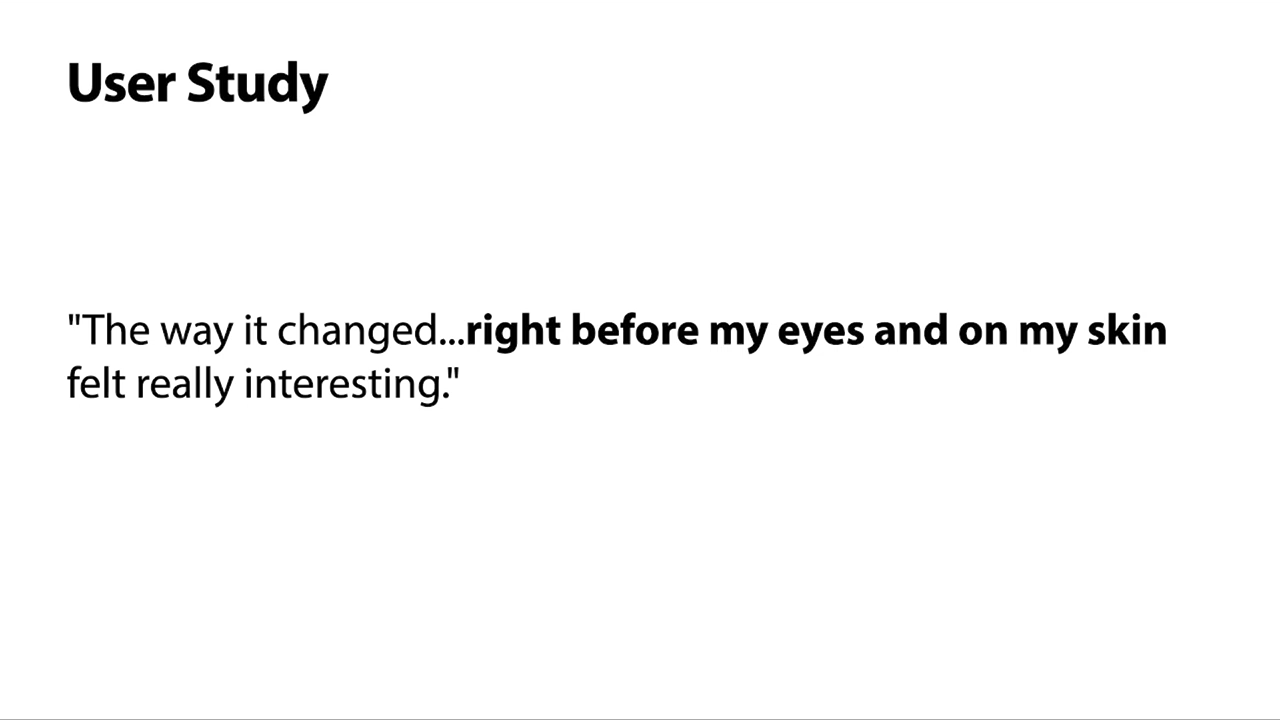 User Study
"The way it changed...right before my eyes and on my skin
felt really interesting."